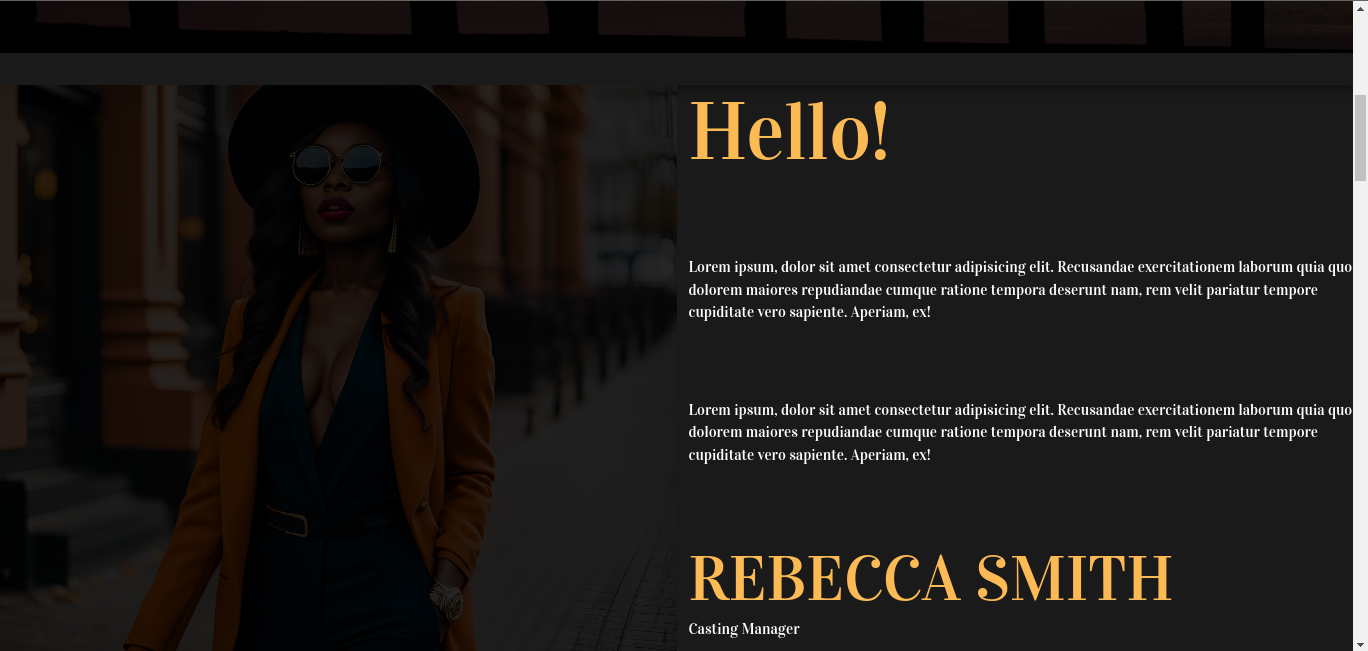 Hello!
Lorem ipsum, dolor sit amet consectetur adipisicing elit. Recusandae exercitationem laborum quia quo
dolorem maiores repudiandae cumque ratione tempora deserunt nam, rem velit pariatur tempore
cupiditate vero sapiente. Aperiam, ex!
Lorem ipsum, dolor sit amet consectetur adipisicing elit. Recusandae exercitationem laborum quia quo
dolorem maiores repudiandae cumque ratione tempora deserunt nam, rem velit pariatur tempore
cupiditate vero sapiente. Aperiam, ex!
REBECCA SMITH
Casting Manager